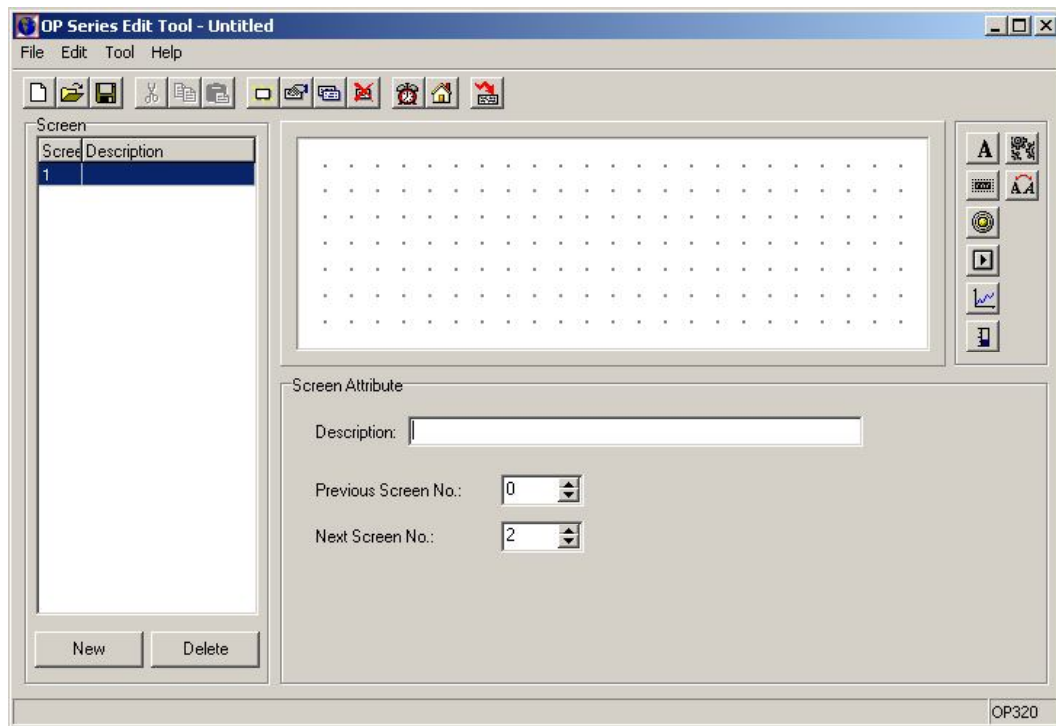 OP Series Edit Tool - Untitled
File Edit Tool Help
Screen
Scree Description
1
A
A A
Screen Attribute
Description:
Previous Screen No.: 0
Next Screen No.: 2
New Delete
OP320